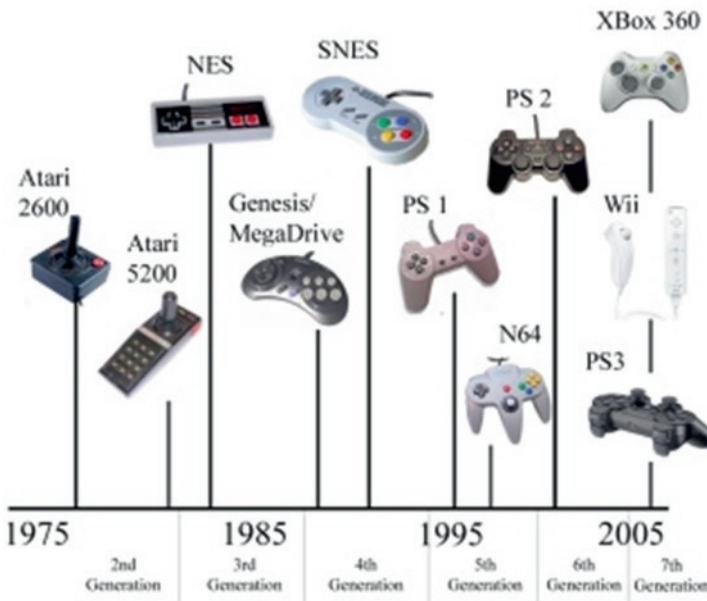 XBox 360
SNES
NES
PS 2
Atari
2600
Genesis/
MegaDrive
PS 1
Wii
Atari
5200
N64
PS3
1975
1985
1995
2005
2nd
Generation
3rd
Generation
4th
Generation
5th
Generation
6th
Generation
7th
Generation